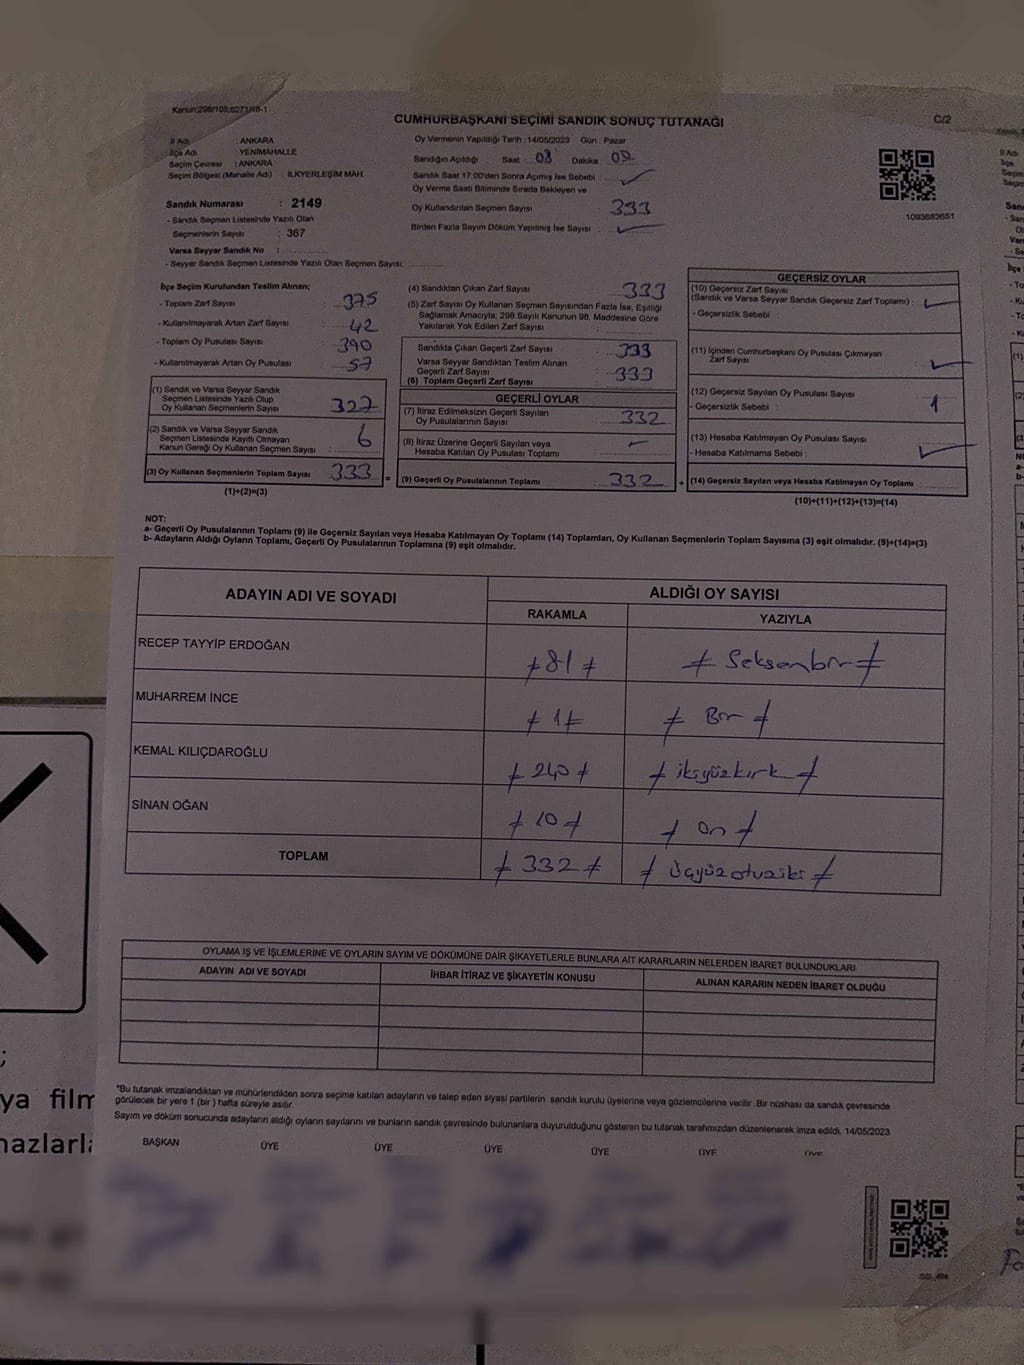 Kanun:298/105;6271/18-1
CUMHURBAŞKANI SEÇİMİ SANDIK SONUÇ TUTANAĞI
C/2
İl Adı : ANKARA
İlçe Adı : YENİMAHALLE
Seçim Çevresi : ANKARA
Seçim Bölgesi (Mahalle Adı) : İLKYERLEŞİM MAH.
Sandık Numarası : 2149
- Sandık Seçmen Listesinde Yazılı Olan
Seçmenlerin Sayısı : 367
Varsa Seyyar Sandık No :
- Seyyar Sandık Seçmen Listesinde Yazılı Olan Seçmen Sayısı:
Oy Vermenin Yapıldığı Tarih : 14/05/2023 Gün : Pazar
Sandığın Açıldığı Saat : 08 Dakika : 00
Sandık Saat 17:00'den Sonra Açılmış İse Sebebi :
Oy Verme Saati Bitiminde Sırada Bekleyen ve
Oy Kullandırılan Seçmen Sayısı : 333
Birden Fazla Sayım Döküm Yapılmış İse Sayısı :
1093683651
İlçe Seçim Kurulundan Teslim Alınan;
- Toplam Zarf Sayısı : 375
- Kullanılmayarak Artan Zarf Sayısı : 42
- Toplam Oy Pusulası Sayısı : 390
- Kullanılmayarak Artan Oy Pusulası : 57
(1) Sandık ve Varsa Seyyar Sandık
Seçmen Listesinde Yazılı Olup
Oy Kullanan Seçmenlerin Sayısı : 327
(2) Sandık ve Varsa Seyyar Sandık
Seçmen Listesinde Kayıtlı Olmayan
Kanun Gereği Oy Kullanan Seçmen Sayısı : 6
(3) Oy Kullanan Seçmenlerin Toplam Sayısı : 333
(1)+(2)=(3)
(4) Sandıktan Çıkan Zarf Sayısı : 333
(5) Zarf Sayısı Oy Kullanan Seçmen Sayısından Fazla İse, Eşitliği
Sağlamak Amacıyla, 298 Sayılı Kanunun 98. Maddesine Göre
Yakılarak Yok Edilen Zarf Sayısı :
Sandıkta Çıkan Geçerli Zarf Sayısı : 333
Varsa Seyyar Sandıktan Teslim Alınan
Geçerli Zarf Sayısı : 333
(6) Toplam Geçerli Zarf Sayısı :
GEÇERLİ OYLAR
(7) İtiraz Edilmeksizin Geçerli Sayılan
Oy Pusulalarının Sayısı : 332
(8) İtiraz Üzerine Geçerli Sayılan veya
Hesaba Katılan Oy Pusulası Toplamı :
= (9) Geçerli Oy Pusulalarının Toplamı : 332
GEÇERSİZ OYLAR
(10) Geçersiz Zarf Sayısı
(Sandık ve Varsa Seyyar Sandık Geçersiz Zarf Toplamı) :
- Geçersizlik Sebebi :
(11) İçinden Cumhurbaşkanı Oy Pusulası Çıkmayan
Zarf Sayısı :
(12) Geçersiz Sayılan Oy Pusulası Sayısı :
- Geçersizlik Sebebi : 1
(13) Hesaba Katılmayan Oy Pusulası Sayısı :
- Hesaba Katılmama Sebebi :
+ (14) Geçersiz Sayılan veya Hesaba Katılmayan Oy Toplamı :
(10)+(11)+(12)+(13)=(14)
NOT:
a- Geçerli Oy Pusulalarının Toplamı (9) ile Geçersiz Sayılan veya Hesaba Katılmayan Oy Toplamı (14) Toplamları, Oy Kullanan Seçmenlerin Toplam Sayısına (3) eşit olmalıdır. (9)+(14)=(3)
b- Adayların Aldığı Oyların Toplamı, Geçerli Oy Pusulalarının Toplamına (9) eşit olmalıdır.
ADAYIN ADI VE SOYADI
ALDIĞI OY SAYISI
RAKAMLA YAZIYLA
RECEP TAYYİP ERDOĞAN ≠ 81 ≠ ≠ Seksenbir ≠
MUHARREM İNCE ≠ 1 ≠ ≠ Bir ≠
KEMAL KILIÇDAROĞLU ≠ 240 ≠ ≠ ikiyüzkırk ≠
SİNAN OĞAN ≠ 10 ≠ ≠ On ≠
TOPLAM ≠ 332 ≠ ≠ Üçyüzotuziki ≠
OYLAMA İŞ VE İŞLEMLERİNE VE OYLARIN SAYIM VE DÖKÜMÜNE DAİR ŞİKAYETLERLE BUNLARA AİT KARARLARIN NELERDEN İBARET BULUNDUKLARI
ADAYIN ADI VE SOYADI İHBAR İTİRAZ VE ŞİKAYETİN KONUSU ALINAN KARARIN NEDEN İBARET OLDUĞU
*Bu tutanak imzalandıktan ve mühürlendikten sonra seçime katılan adayların ve talep eden siyasi partilerin sandık kurulu üyelerine veya gözlemcilerine verilir. Bir nüshası da sandık çevresinde
görülecek bir yere 1 (bir) hafta süreyle asılır.
Sayım ve döküm sonucunda adayların aldığı oyların sayılarını ve bunların sandık çevresinde bulunanlara duyurulduğunu gösteren bu tutanak tarafımızdan düzenlenerek imza edildi. 14/05/2023
BAŞKAN ÜYE ÜYE ÜYE ÜYE ÜYE ÜYE
ya film
nazlarla